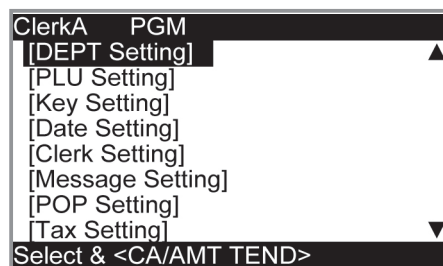 ClerkA PGM
[DEPT Setting]
[PLU Setting]
[Key Setting]
[Date Setting]
[Clerk Setting]
[Message Setting]
[POP Setting]
[Tax Setting]
Select & <CA/AMT TEND>